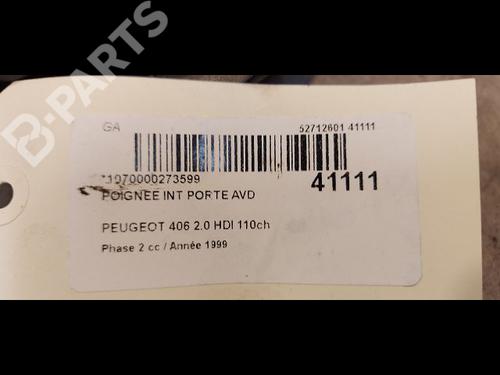 B-PARTS
GA 52712601 41111
*1070000273599 41111
POIGNEE INT PORTE AVD
PEUGEOT 406 2.0 HDI 110ch
Phase 2 cc / Année 1999